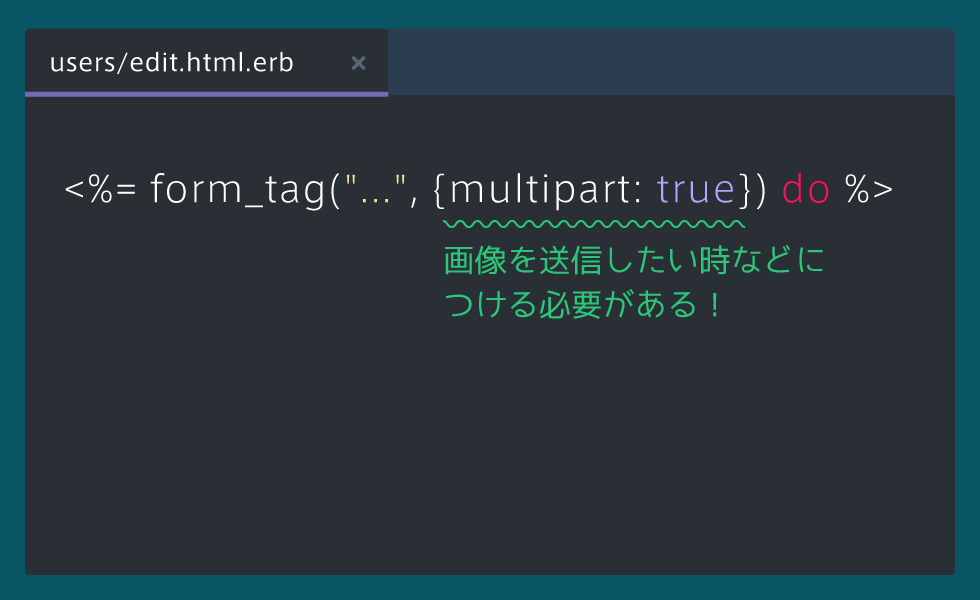 users/edit.html.erb ×
<%= form_tag("...", {multipart: true}) do %>
画像を送信したい時などに
つける必要がある！